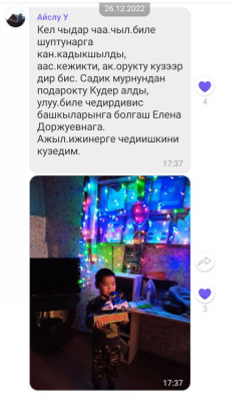 26.12.2022
Айслу У
Кел чыдар чаа.чыл.биле
шуптунарга
кан.кадыкшылды,
аас.кежикти, ак.орукту кузээр
дир бис. Садик мурнундан
подарокту Кудер алды,
улуу.биле чедирдивис
башкыларынга болгаш Елена
Доржуевнага.
Ажыл.ижинерге чедиишкини
кузедим.
17:37
4
3
17:37